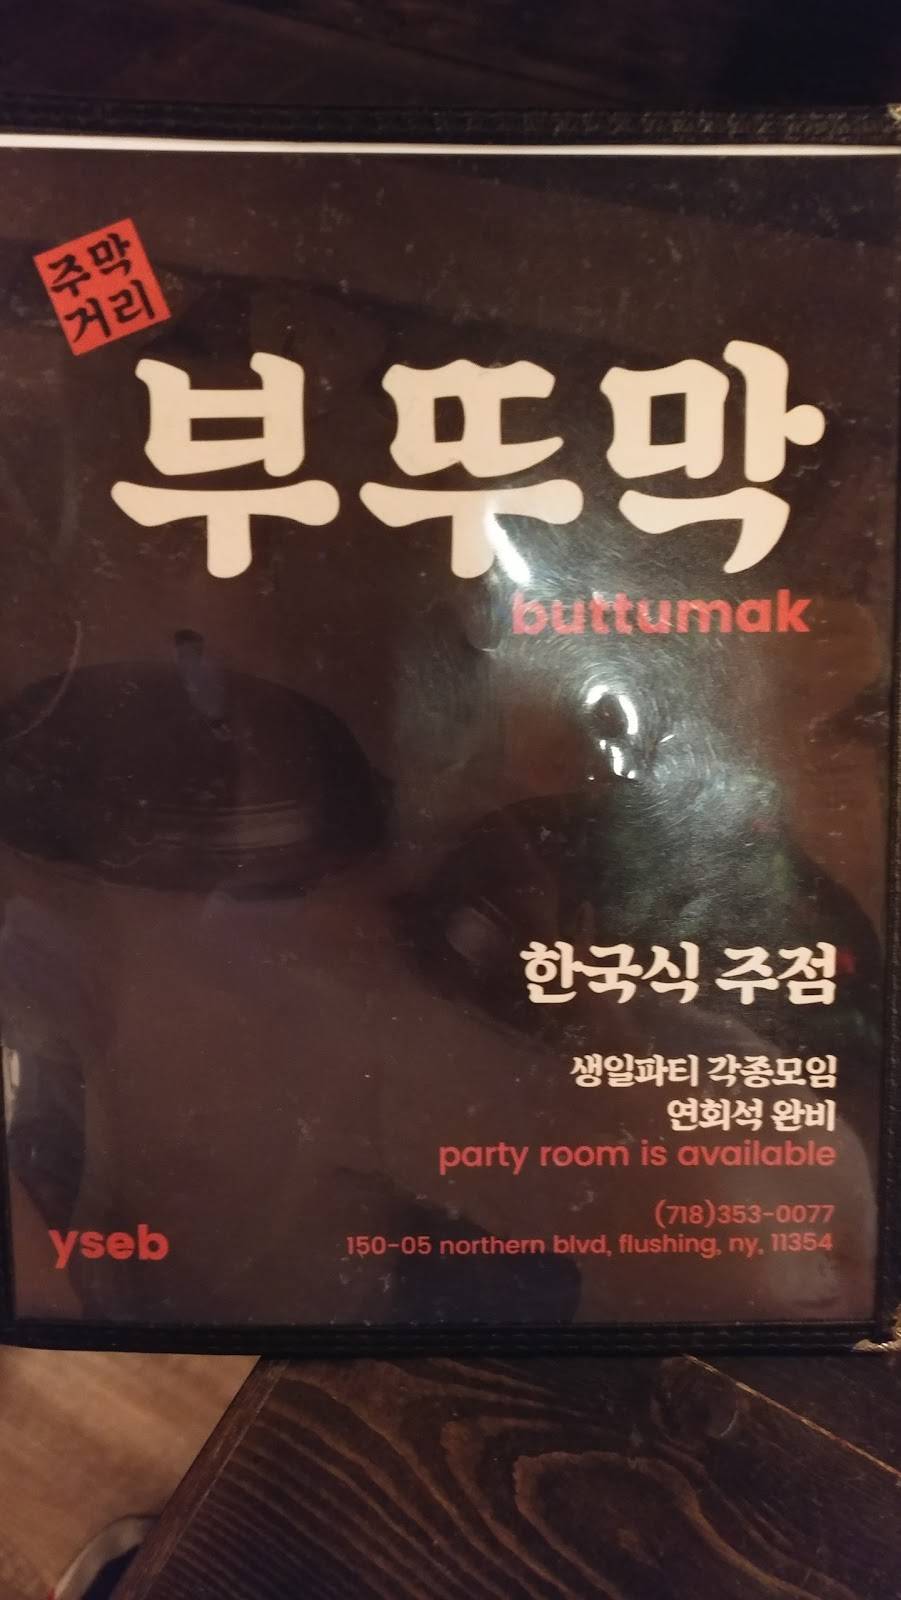 주막
거리
부뚜막
buttumak
한국식 주점
생일파티 각종모임
연회석 완비
party room is available
(718)353-0077
150-05 northern blvd, flushing, ny, 11354
yseb